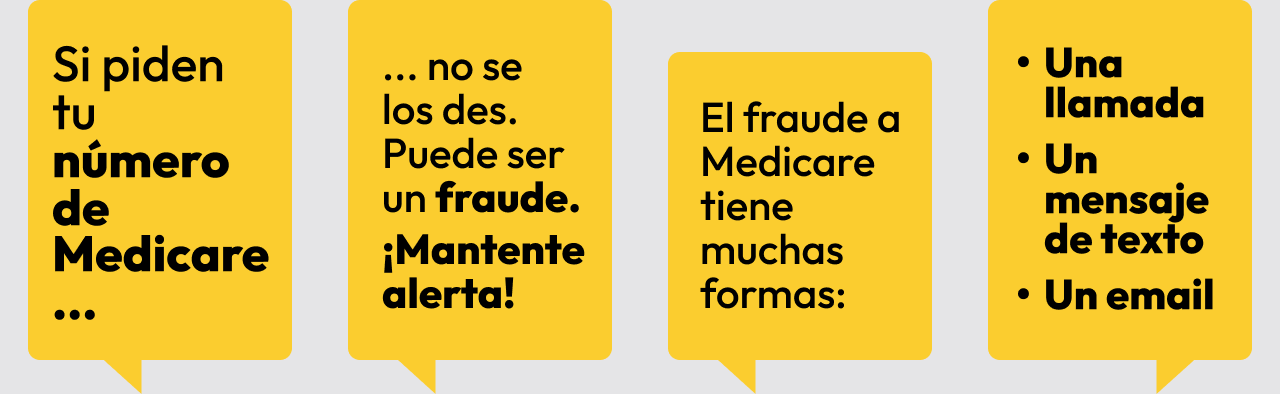 Si piden
tu
número
de
Medicare
...
... no se
los des.
Puede ser
un fraude.
¡Mantente
alerta!
El fraude a
Medicare
tiene
muchas
formas:
• Una
llamada
• Un
mensaje
de texto
• Un email